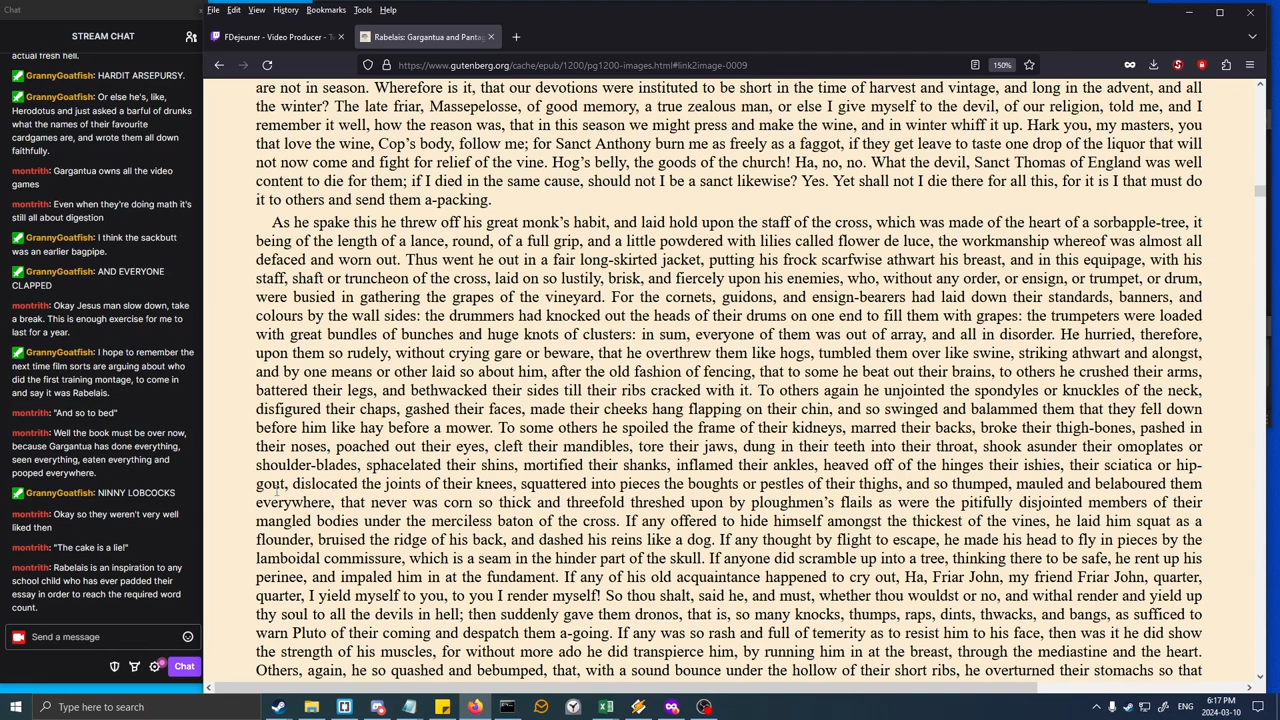 Chat
STREAM CHAT
actual fresh hell.
GrannyGoatfish: HARDIT ARSEPURSY.
GrannyGoatfish: Or else he's, like,
Herodotus and just asked a barful of drunks
what the names of their favourite
cardgames are, and wrote them all down
faithfully.
montrith: Gargantua owns all the video
games
montrith: Even when they're doing math it's
still all about digestion
GrannyGoatfish: I think the sackbutt
was an earlier bagpipe.
GrannyGoatfish: AND EVERYONE
CLAPPED
montrith: Okay Jesus man slow down, take
a break. This is enough exercise for me to
last for a year.
GrannyGoatfish: I hope to remember the
next time film sorts are arguing about who
did the first training montage, to come in
and say it was Rabelais.
montrith: "And so to bed"
montrith: Well the book must be over now,
because Gargantua has done everything,
seen everything, eaten everything and
pooped everywhere.
GrannyGoatfish: NINNY LOBCOCKS
montrith: Okay so they weren't very well
liked then
montrith: "The cake is a lie!"
montrith: Rabelais is an inspiration to any
school child who has ever padded their
essay in order to reach the required word
count.
Send a message
Chat
File Edit View History Bookmarks Tools Help
FDejeuner - Video Producer - Tw
Rabelais: Gargantua and Pantag
https://www.gutenberg.org/cache/epub/1200/pg1200-images.html#link2image-0009
150%
are not in season. Wherefore is it, that our devotions were instituted to be short in the time of harvest and vintage, and long in the advent, and all
the winter? The late friar, Massepelosse, of good memory, a true zealous man, or else I give myself to the devil, of our religion, told me, and I
remember it well, how the reason was, that in this season we might press and make the wine, and in winter whiff it up. Hark you, my masters, you
that love the wine, Cop's body, follow me; for Sanct Anthony burn me as freely as a faggot, if they get leave to taste one drop of the liquor that will
not now come and fight for relief of the vine. Hog's belly, the goods of the church! Ha, no, no. What the devil, Sanct Thomas of England was well
content to die for them; if I died in the same cause, should not I be a sanct likewise? Yes. Yet shall not I die there for all this, for it is I that must do
it to others and send them a-packing.
As he spake this he threw off his great monk's habit, and laid hold upon the staff of the cross, which was made of the heart of a sorbapple-tree, it
being of the length of a lance, round, of a full grip, and a little powdered with lilies called flower de luce, the workmanship whereof was almost all
defaced and worn out. Thus went he out in a fair long-skirted jacket, putting his frock scarfwise athwart his breast, and in this equipage, with his
staff, shaft or truncheon of the cross, laid on so lustily, brisk, and fiercely upon his enemies, who, without any order, or ensign, or trumpet, or drum,
were busied in gathering the grapes of the vineyard. For the cornets, guidons, and ensign-bearers had laid down their standards, banners, and
colours by the wall sides: the drummers had knocked out the heads of their drums on one end to fill them with grapes: the trumpeters were loaded
with great bundles of bunches and huge knots of clusters: in sum, everyone of them was out of array, and all in disorder. He hurried, therefore,
upon them so rudely, without crying gare or beware, that he overthrew them like hogs, tumbled them over like swine, striking athwart and alongst,
and by one means or other laid so about him, after the old fashion of fencing, that to some he beat out their brains, to others he crushed their arms,
battered their legs, and bethwacked their sides till their ribs cracked with it. To others again he unjointed the spondyles or knuckles of the neck,
disfigured their chaps, gashed their faces, made their cheeks hang flapping on their chin, and so swinged and balammed them that they fell down
before him like hay before a mower. To some others he spoiled the frame of their kidneys, marred their backs, broke their thigh-bones, pashed in
their noses, poached out their eyes, cleft their mandibles, tore their jaws, dung in their teeth into their throat, shook asunder their omoplates or
shoulder-blades, sphacelated their shins, mortified their shanks, inflamed their ankles, heaved off of the hinges their ishies, their sciatica or hip-
gout, dislocated the joints of their knees, squattered into pieces the boughts or pestles of their thighs, and so thumped, mauled and belaboured them
everywhere, that never was corn so thick and threefold threshed upon by ploughmen's flails as were the pitifully disjointed members of their
mangled bodies under the merciless baton of the cross. If any offered to hide himself amongst the thickest of the vines, he laid him squat as a
flounder, bruised the ridge of his back, and dashed his reins like a dog. If any thought by flight to escape, he made his head to fly in pieces by the
lamboidal commissure, which is a seam in the hinder part of the skull. If anyone did scramble up into a tree, thinking there to be safe, he rent up his
perinee, and impaled him in at the fundament. If any of his old acquaintance happened to cry out, Ha, Friar John, my friend Friar John, quarter,
quarter, I yield myself to you, to you I render myself! So thou shalt, said he, and must, whether thou wouldst or no, and withal render and yield up
thy soul to all the devils in hell; then suddenly gave them dronos, that is, so many knocks, thumps, raps, dints, thwacks, and bangs, as sufficed to
warn Pluto of their coming and despatch them a-going. If any was so rash and full of temerity as to resist him to his face, then was it he did show
the strength of his muscles, for without more ado he did transpierce him, by running him in at the breast, through the mediastine and the heart.
Others, again, he so quashed and bebumped, that, with a sound bounce under the hollow of their short ribs, he overturned their stomachs so that
Type here to search
6:17 PM
2024-03-10